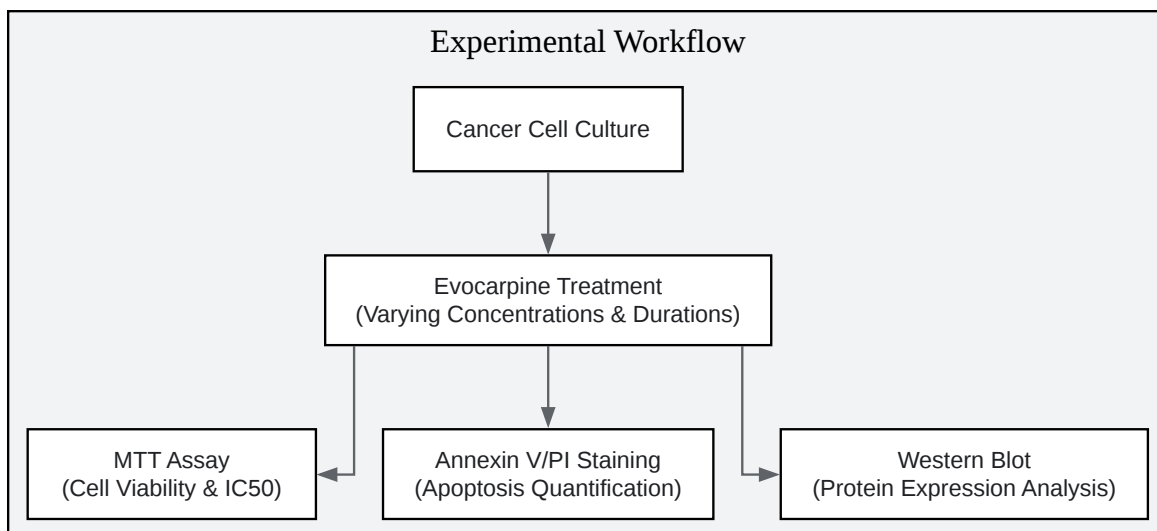 Experimental Workflow
Cancer Cell Culture
Evocarpine Treatment
(Varying Concentrations & Durations)
MTT Assay
(Cell Viability & IC50)
Annexin V/PI Staining
(Apoptosis Quantification)
Western Blot
(Protein Expression Analysis)